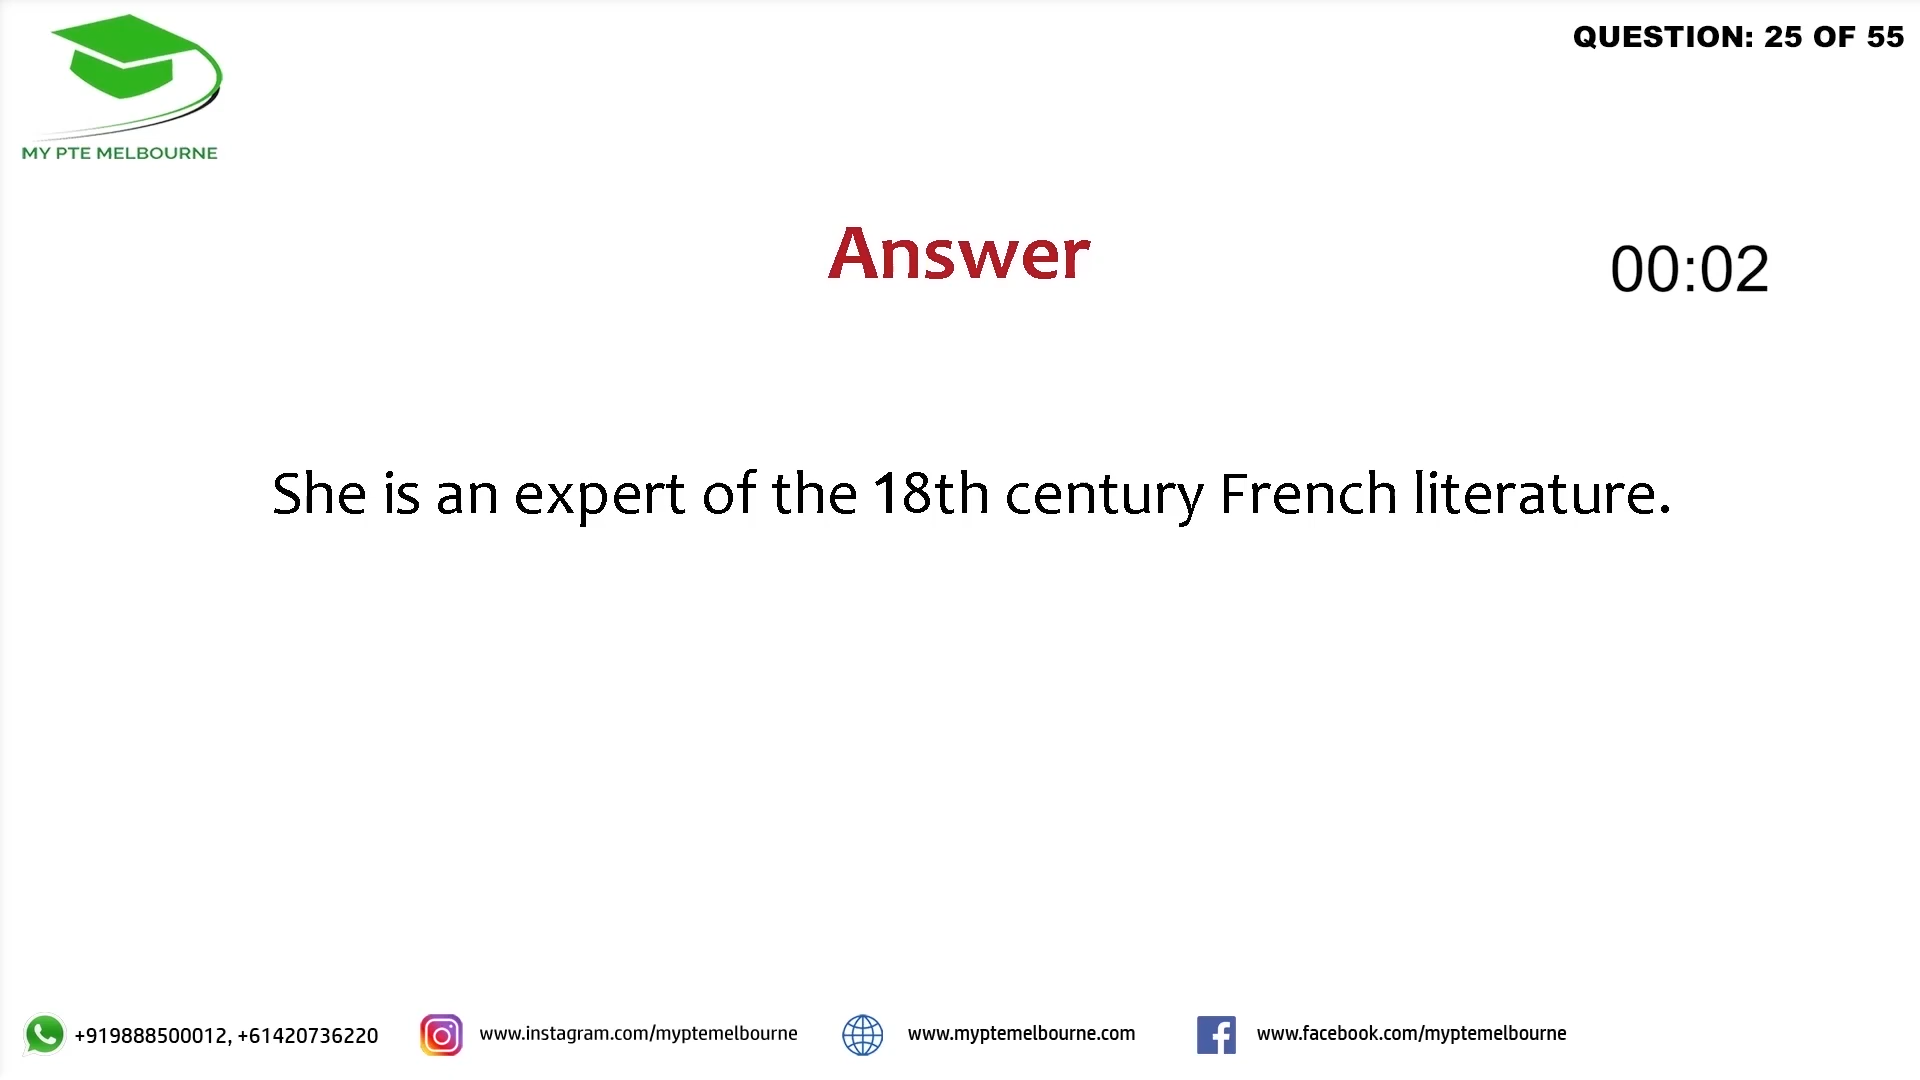 QUESTION: 25 OF 55
MY PTE MELBOURNE
Answer
00:02
She is an expert of the 18th century French literature.
+919888500012, +61420736220
www.instagram.com/myptemelbourne
www.myptemelbourne.com
www.facebook.com/myptemelbourne